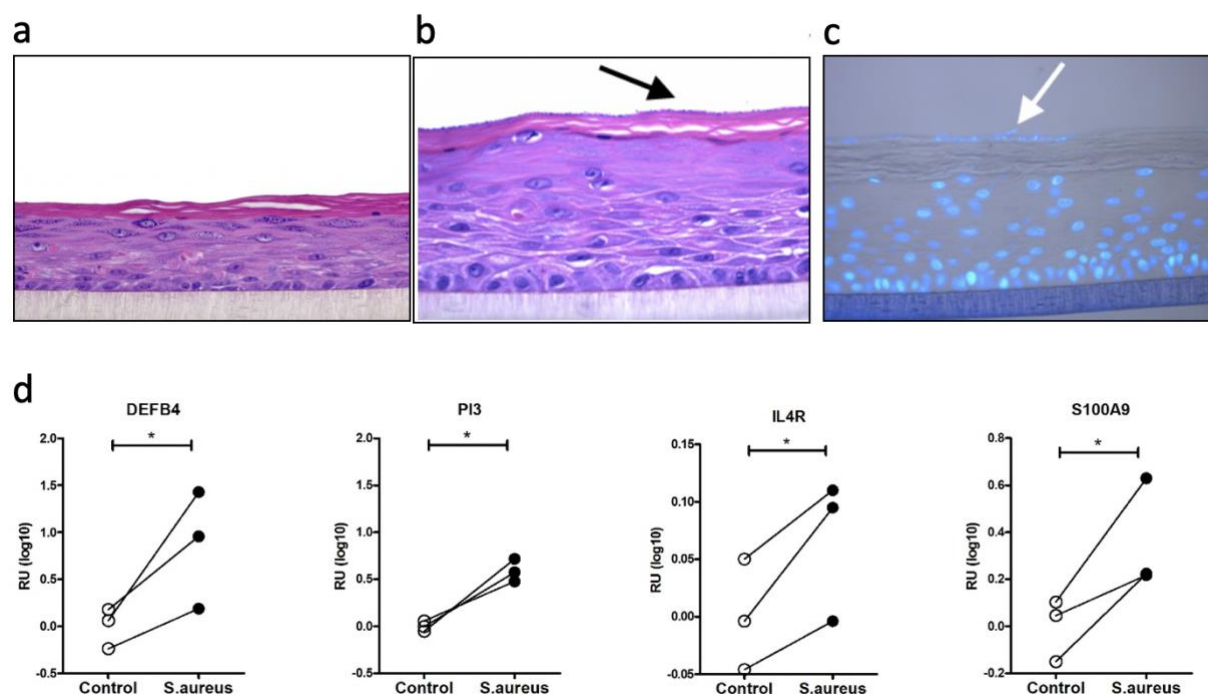 a
b
c
d
DEFB4
*
2.0
1.5
1.0
0.5
0.0
-0.5
RU (log10)
Control S.aureus
PI3
*
2.0
1.5
1.0
0.5
0.0
-0.5
RU (log10)
Control S.aureus
IL4R
*
0.15
0.10
0.05
0.00
-0.05
RU (log10)
Control S.aureus
S100A9
*
0.8
0.6
0.4
0.2
0.0
-0.2
RU (log10)
Control S.aureus